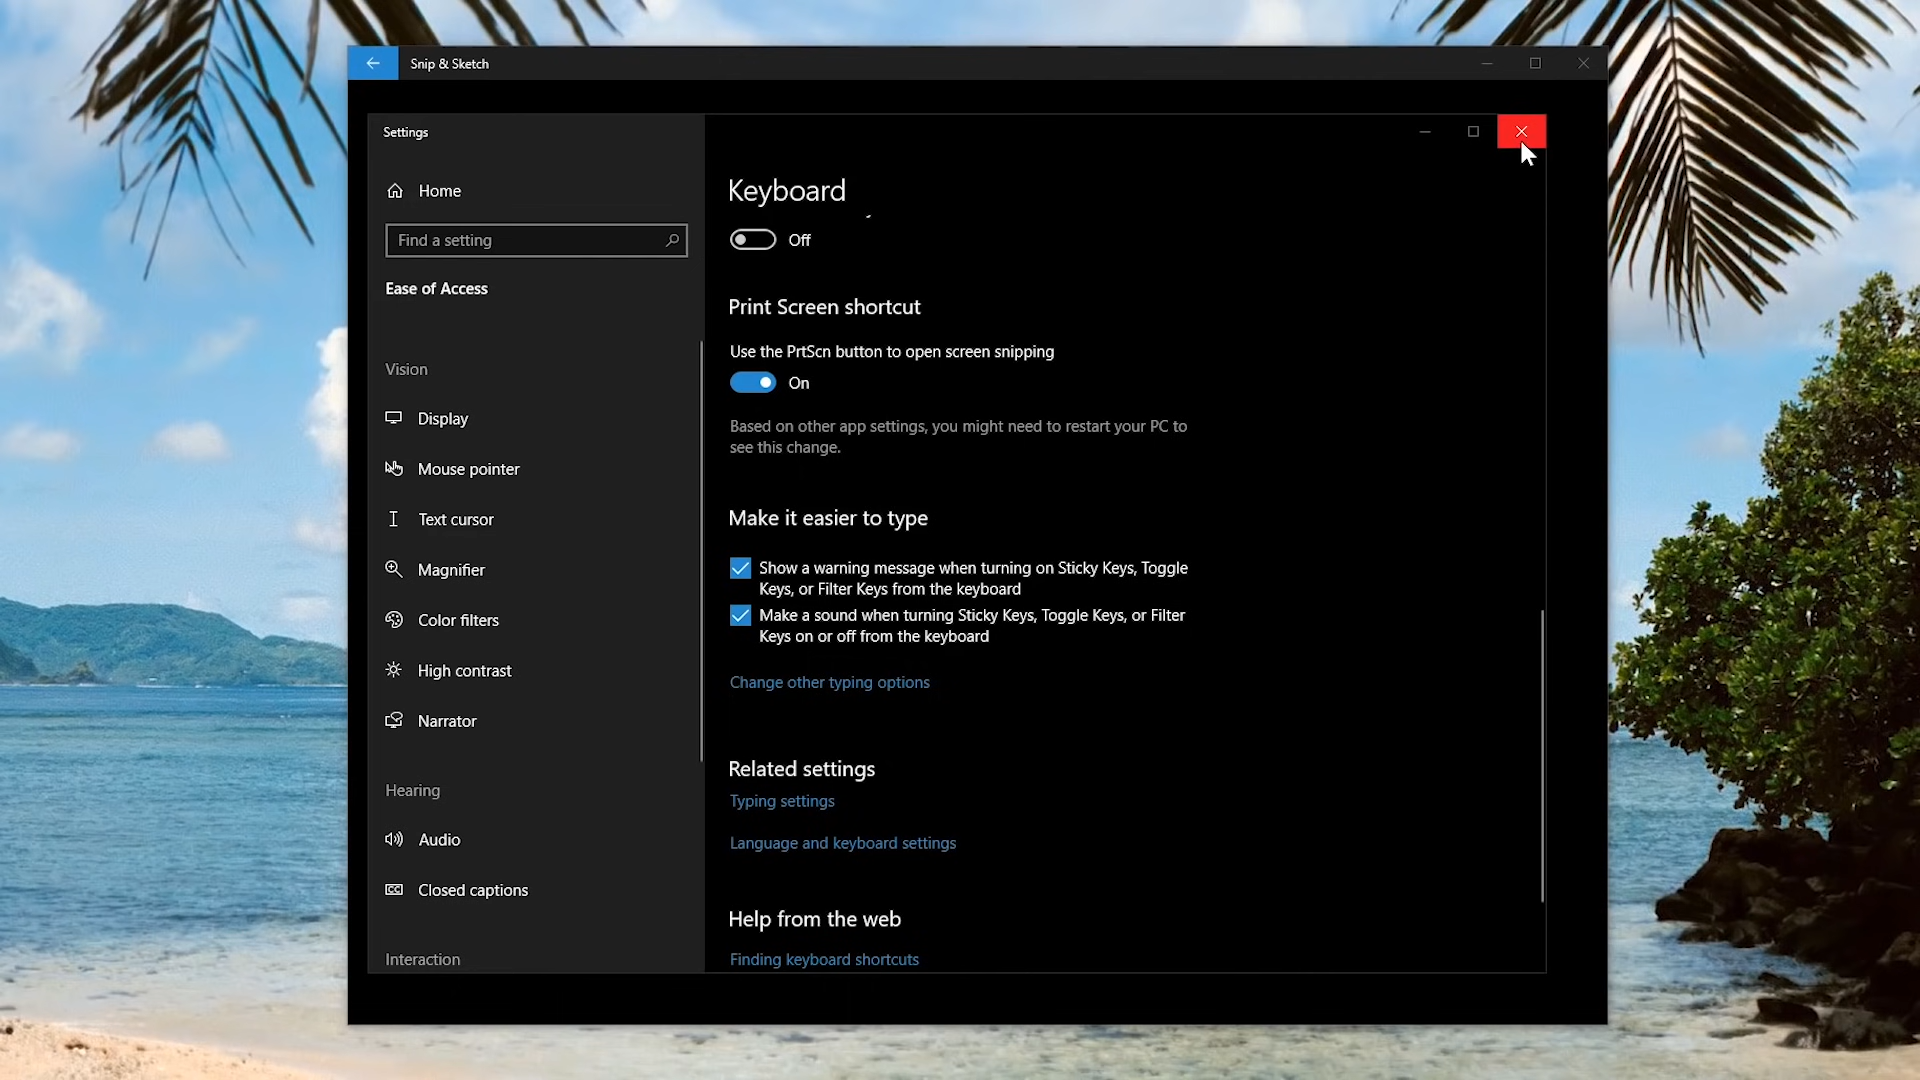 Snip & Sketch
Settings
Home
Find a setting
Ease of Access
Vision
Display
Mouse pointer
Text cursor
Magnifier
Color filters
High contrast
Narrator
Hearing
Audio
Closed captions
Interaction
Keyboard
Off
Print Screen shortcut
Use the PrtScn button to open screen snipping
On
Based on other app settings, you might need to restart your PC to
see this change.
Make it easier to type
Show a warning message when turning on Sticky Keys, Toggle
Keys, or Filter Keys from the keyboard
Make a sound when turning Sticky Keys, Toggle Keys, or Filter
Keys on or off from the keyboard
Change other typing options
Related settings
Typing settings
Language and keyboard settings
Help from the web
Finding keyboard shortcuts